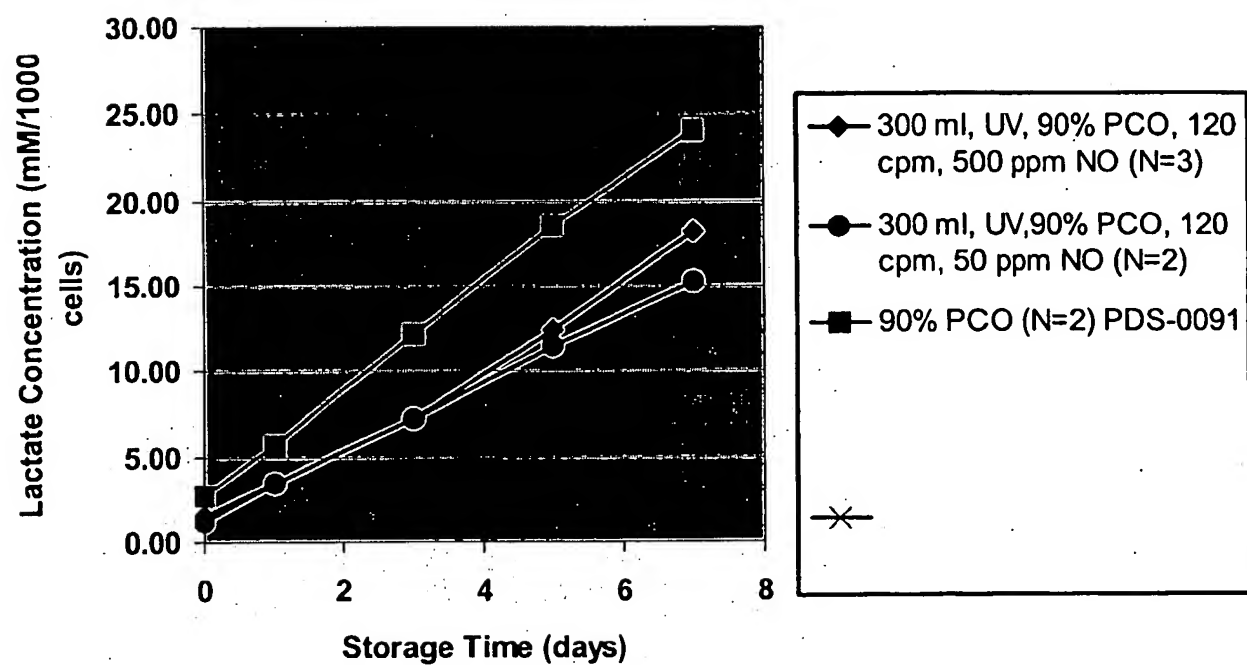 Lactate Concentration (mM/1000
cells)
30.00
25.00
20.00
15.00
10.00
5.00
0.00
0
2
4
6
8
Storage Time (days)
300 ml, UV, 90% PCO, 120
cpm, 500 ppm NO (N=3)
300 ml, UV,90% PCO, 120
cpm, 50 ppm NO (N=2)
90% PCO (N=2) PDS-0091